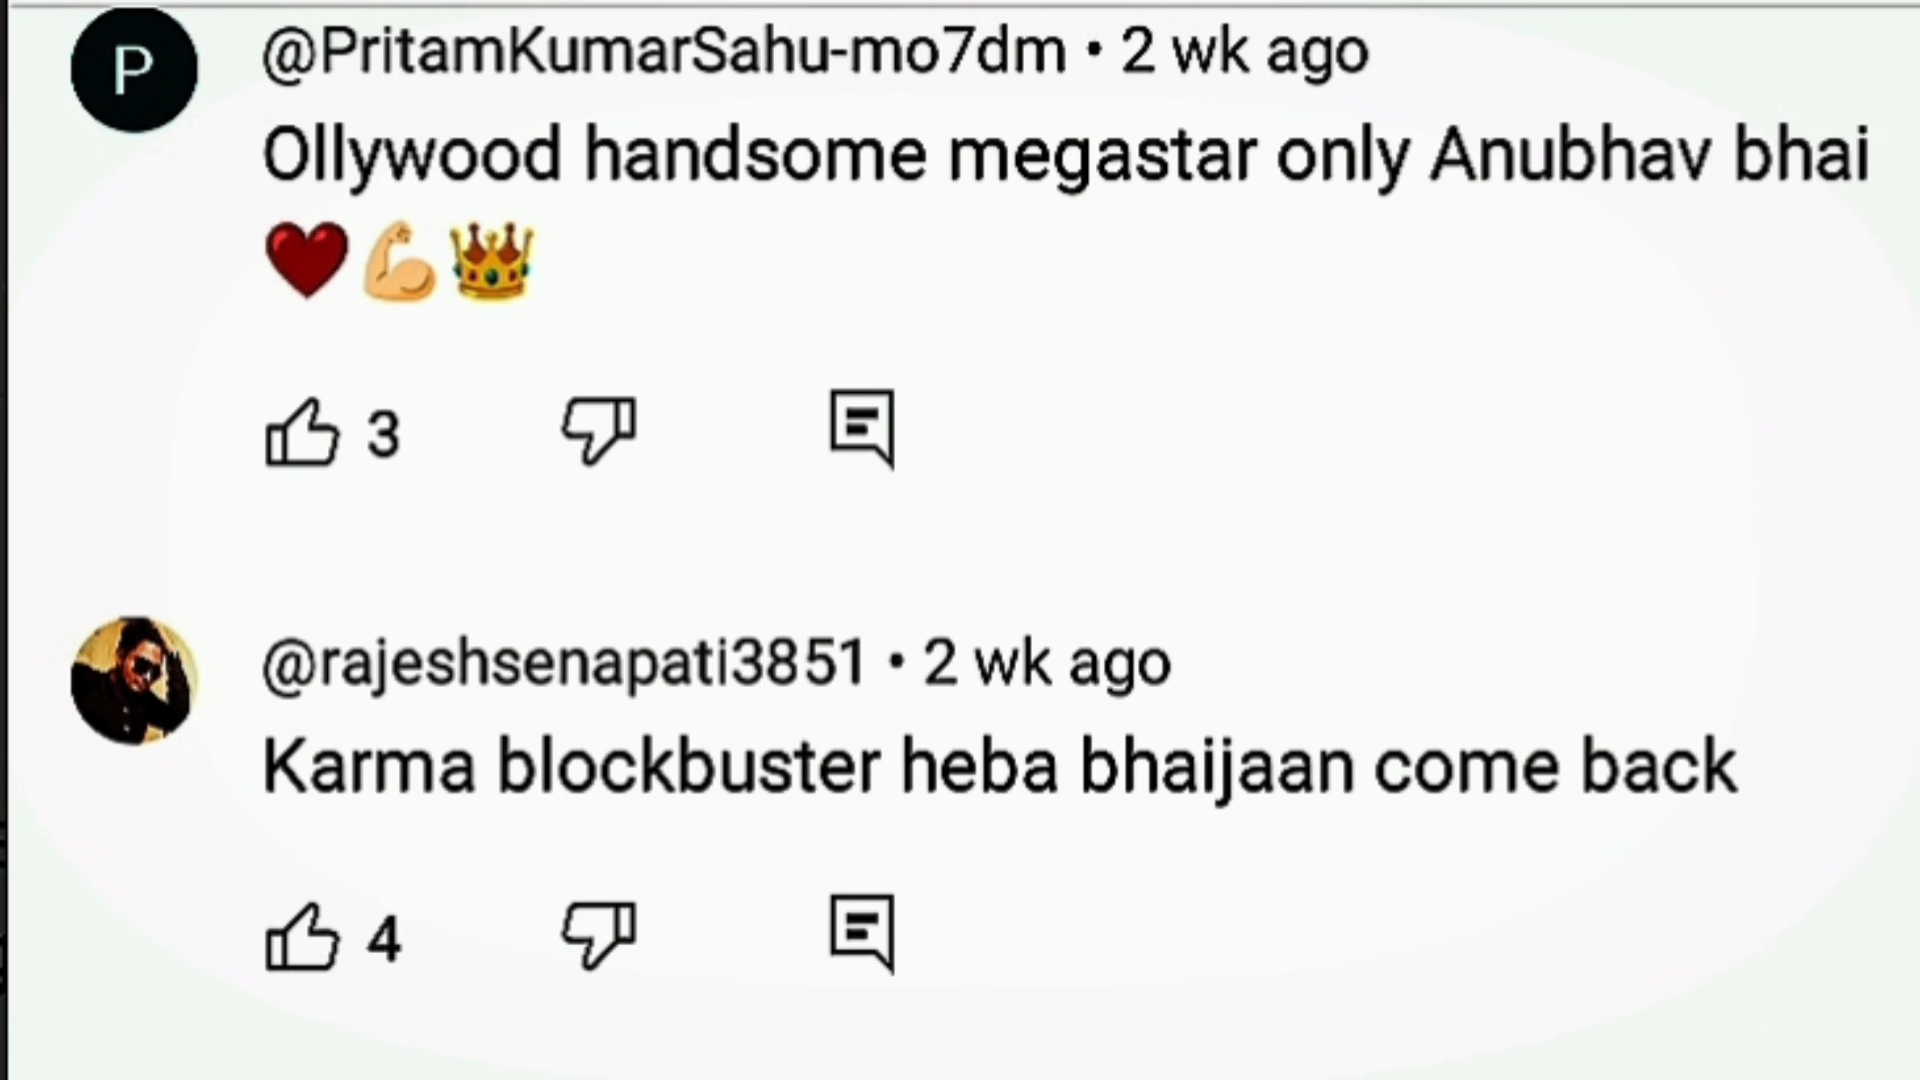 P
@PritamKumarSahu-mo7dm • 2 wk ago
Ollywood handsome megastar only Anubhav bhai
❤️💪🏼👑
3
@rajeshsenapati3851 • 2 wk ago
Karma blockbuster heba bhaijaan come back
4